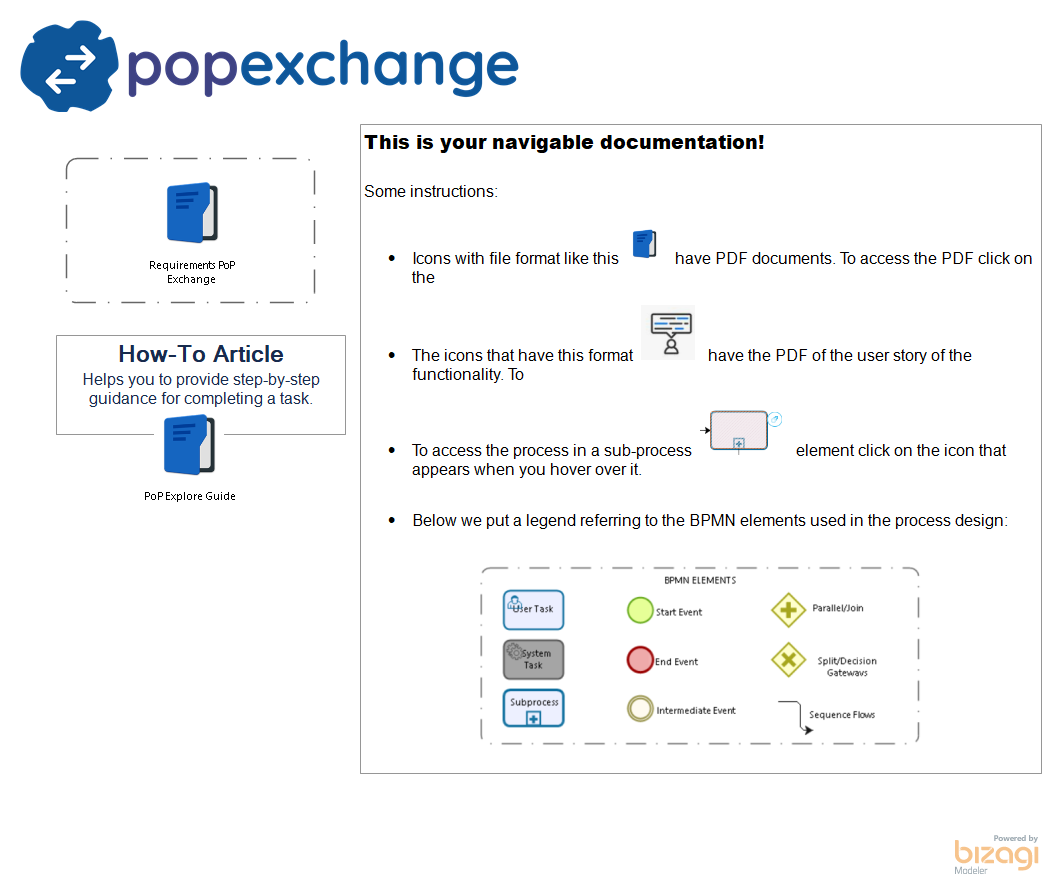 popexchange
Requirements PoP
Exchange
How-To Article
Helps you to provide step-by-step
guidance for completing a task.
PoP Explore Guide
This is your navigable documentation!
Some instructions:
• Icons with file format like this have PDF documents. To access the PDF click on
the
• The icons that have this format have the PDF of the user story of the
functionality. To
• To access the process in a sub-process element click on the icon that
appears when you hover over it.
• Below we put a legend referring to the BPMN elements used in the process design:
BPMN ELEMENTS
User Task
Start Event
Parallel/Join
System
Task
End Event
Split/Decision
Gateways
Subprocess
Intermediate Event
Sequence Flows
Powered by
bizagi
Modeler